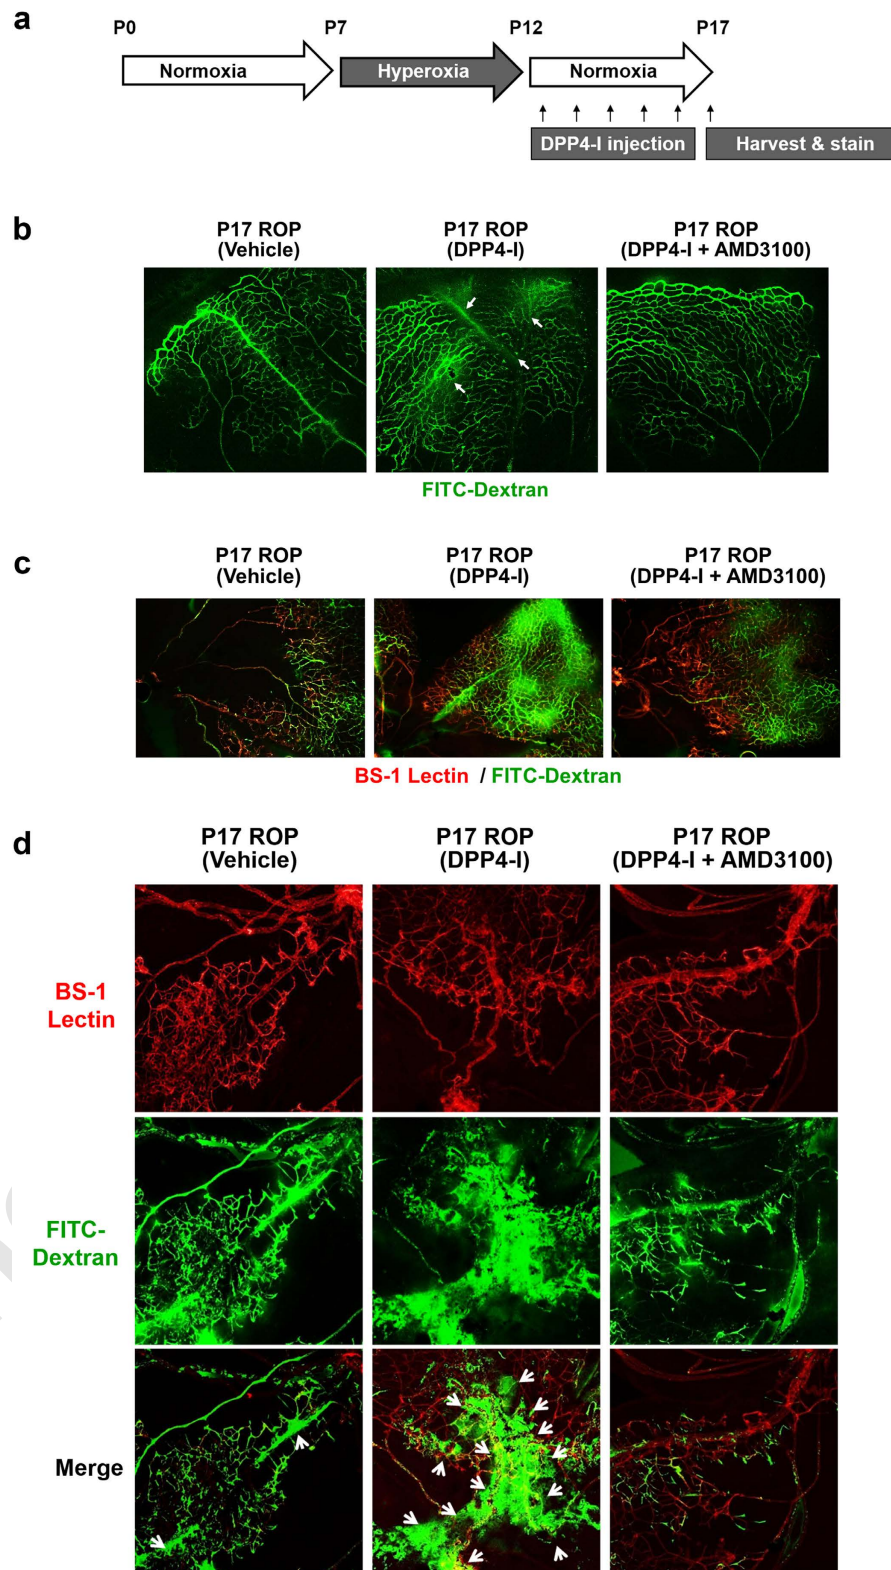 a
P0 P7 P12 P17
Normoxia Hyperoxia Normoxia
DPP4-I injection Harvest & stain
b
P17 ROP
(Vehicle)
P17 ROP
(DPP4-I)
P17 ROP
(DPP4-I + AMD3100)
FITC-Dextran
c
P17 ROP
(Vehicle)
P17 ROP
(DPP4-I)
P17 ROP
(DPP4-I + AMD3100)
BS-1 Lectin / FITC-Dextran
d
P17 ROP
(Vehicle)
P17 ROP
(DPP4-I)
P17 ROP
(DPP4-I + AMD3100)
BS-1
Lectin
FITC-
Dextran
Merge